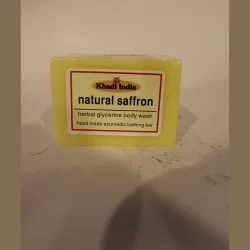 Khadi India
natural saffron
herbal glycerine body wash
hand made ayurvedic bathing bar